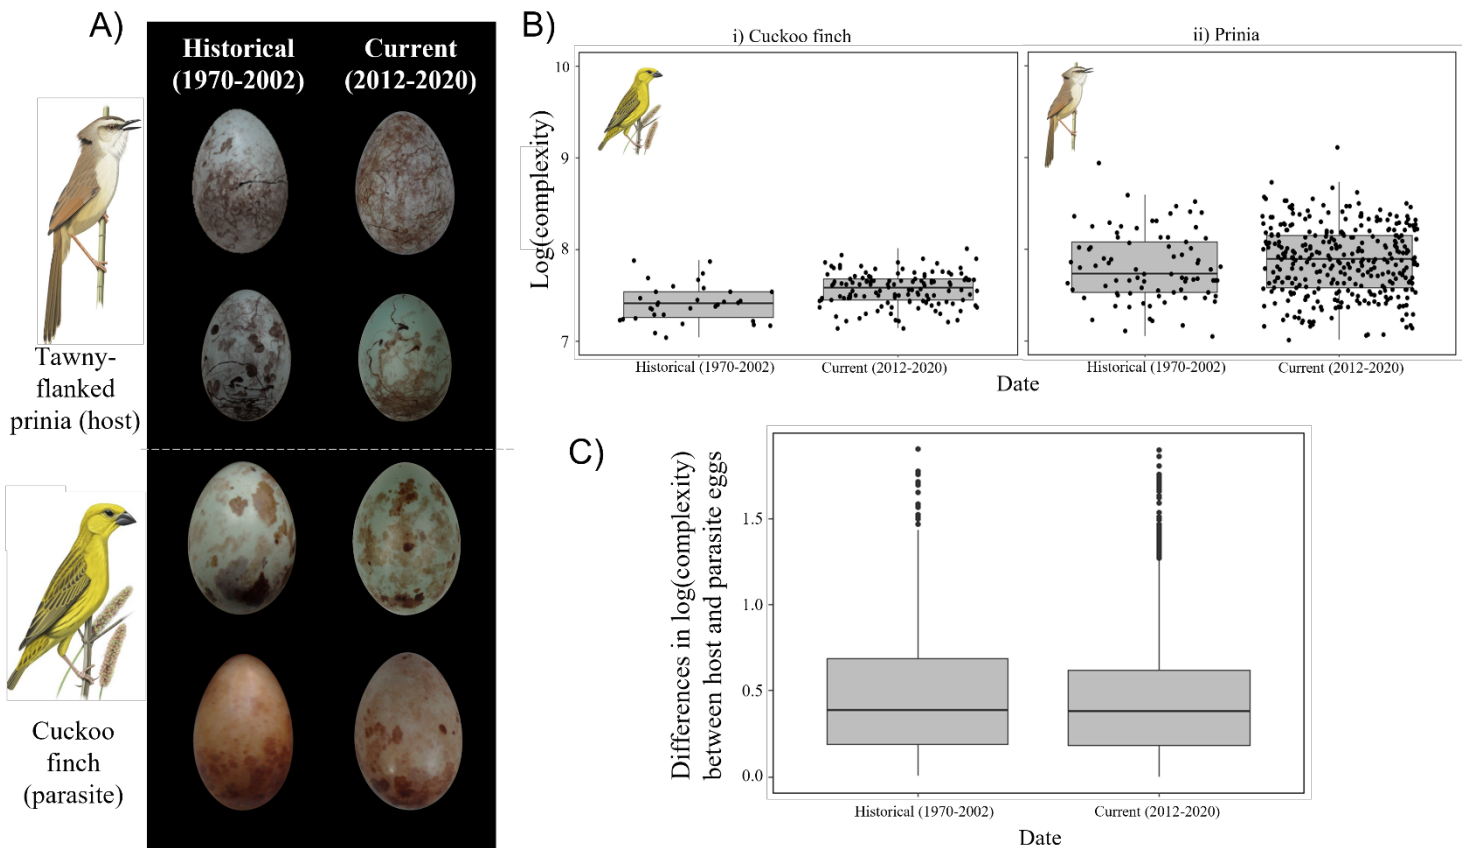 A)
Historical
(1970-2002)
Current
(2012-2020)
Tawny-
flanked
prinia (host)
Cuckoo
finch
(parasite)
B)
i) Cuckoo finch
ii) Prinia
Log(complexity)
10
9
8
7
Historical (1970-2002)
Current (2012-2020)
Historical (1970-2002)
Current (2012-2020)
Date
C)
Differences in log(complexity)
between host and parasite eggs
1.5
1.0
0.5
0.0
Historical (1970-2002)
Current (2012-2020)
Date